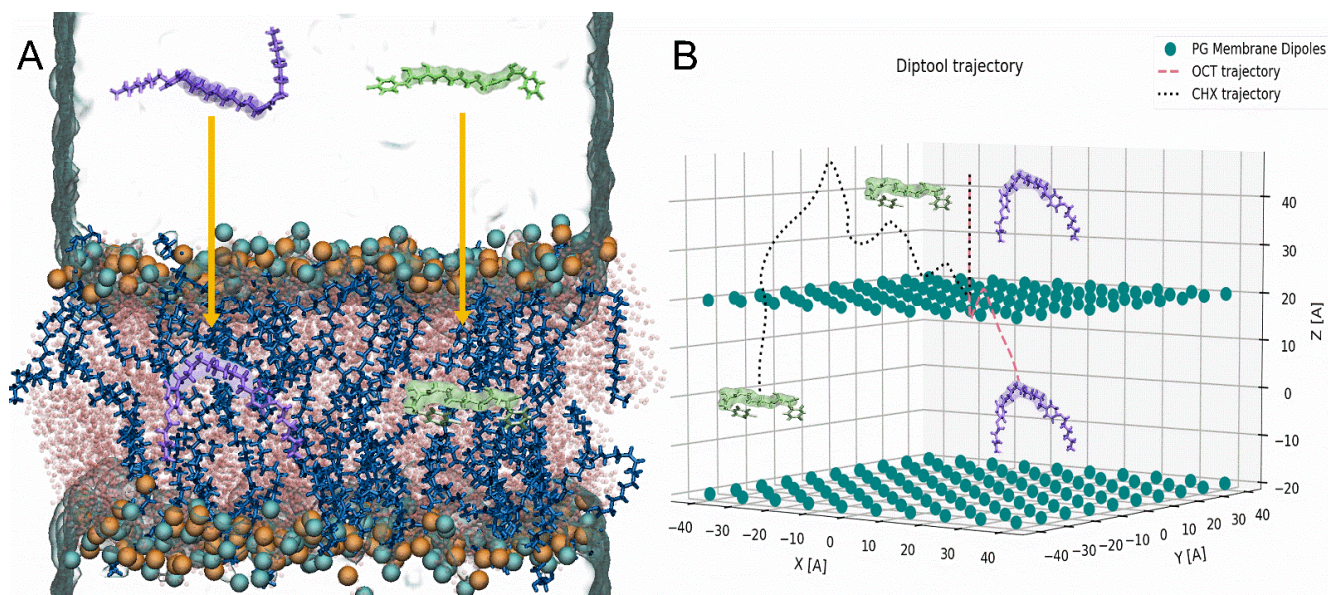 A
B
Diptool trajectory
PG Membrane Dipoles
OCT trajectory
CHX trajectory
40
30
20
10
0
−10
−20
Z [A]
−40
−30
−20
−10
0
10
20
30
40
X [A]
−40
−30
−20
−10
0
10
20
30
40
Y [A]